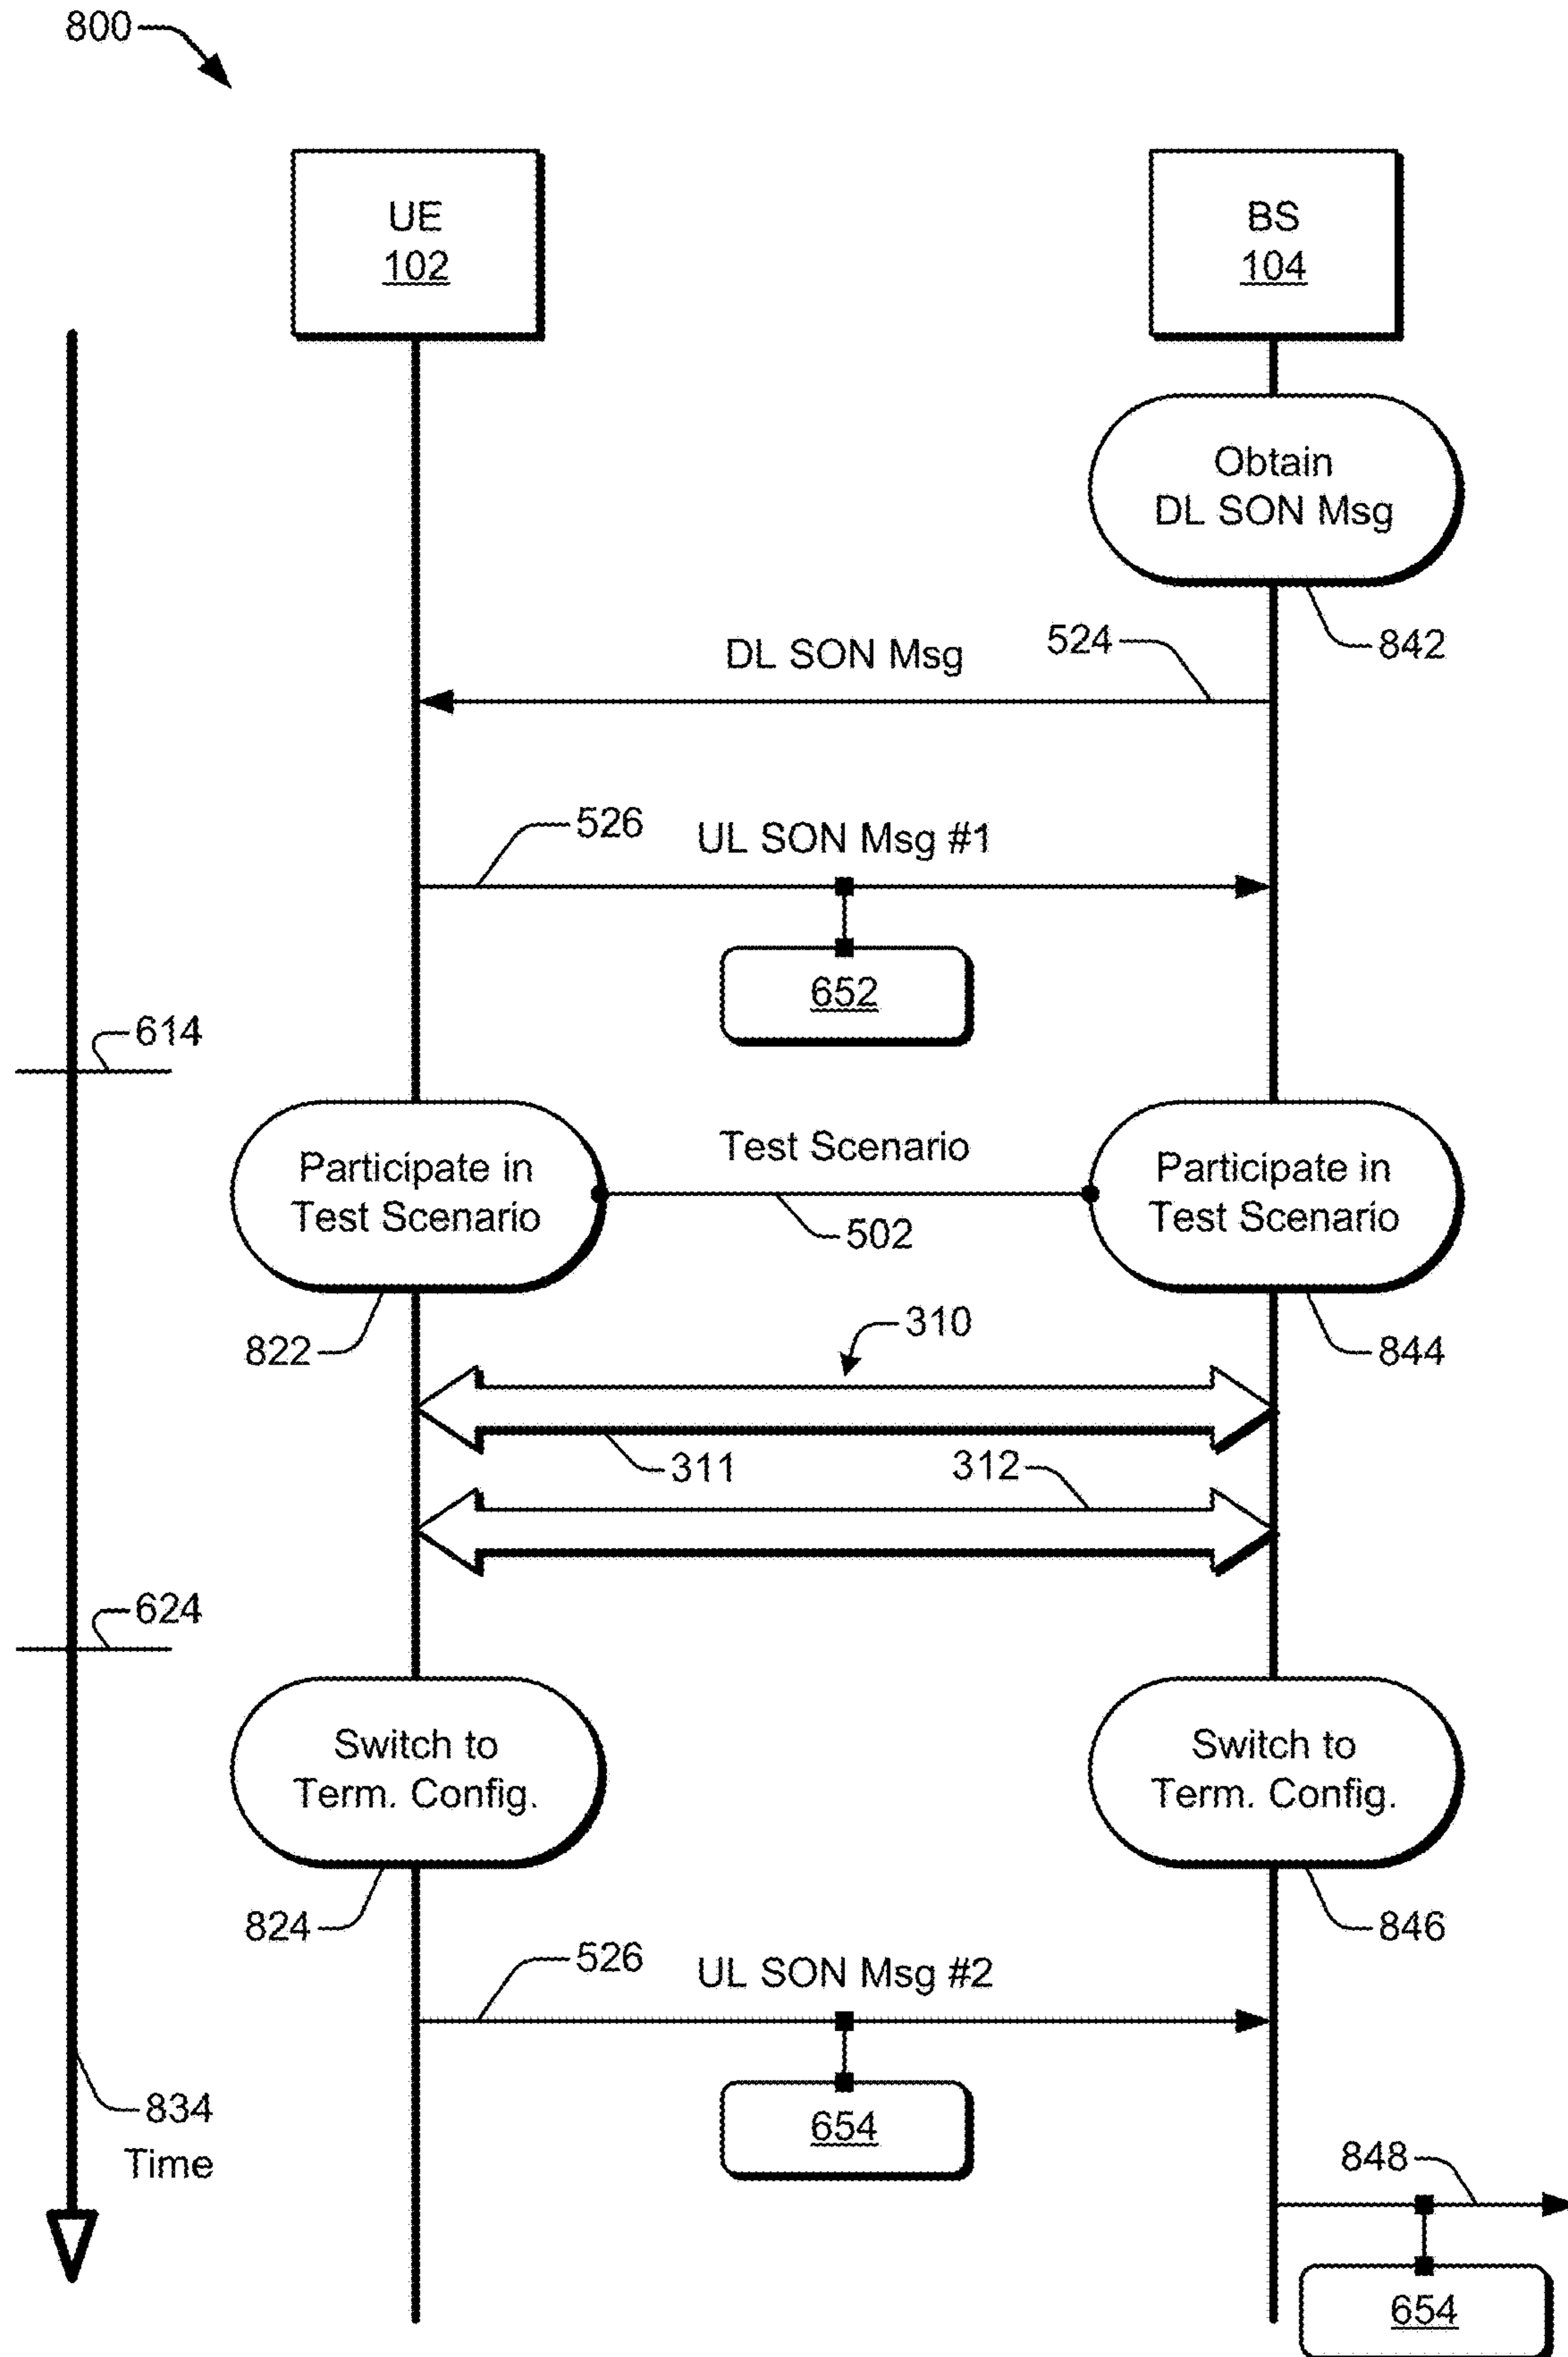 800
UE
102
BS
104
Obtain
DL SON Msg
842
524
DL SON Msg
526
UL SON Msg #1
652
614
Participate in
Test Scenario
822
Test Scenario
502
Participate in
Test Scenario
844
310
311
312
624
Switch to
Term. Config.
824
Switch to
Term. Config.
846
526
UL SON Msg #2
654
834
Time
848
654